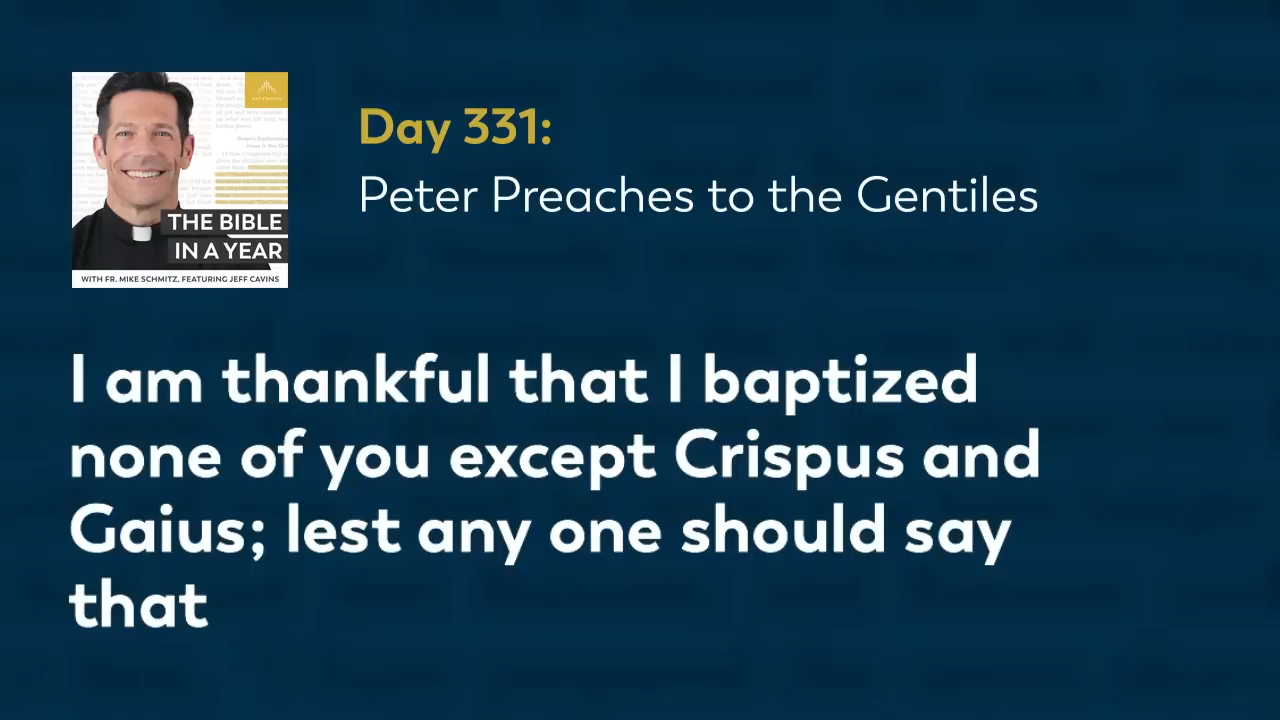 Day 331:
Peter Preaches to the Gentiles
THE BIBLE
IN A YEAR
WITH FR. MIKE SCHMITZ, FEATURING JEFF CAVINS
I am thankful that I baptized
none of you except Crispus and
Gaius; lest any one should say
that